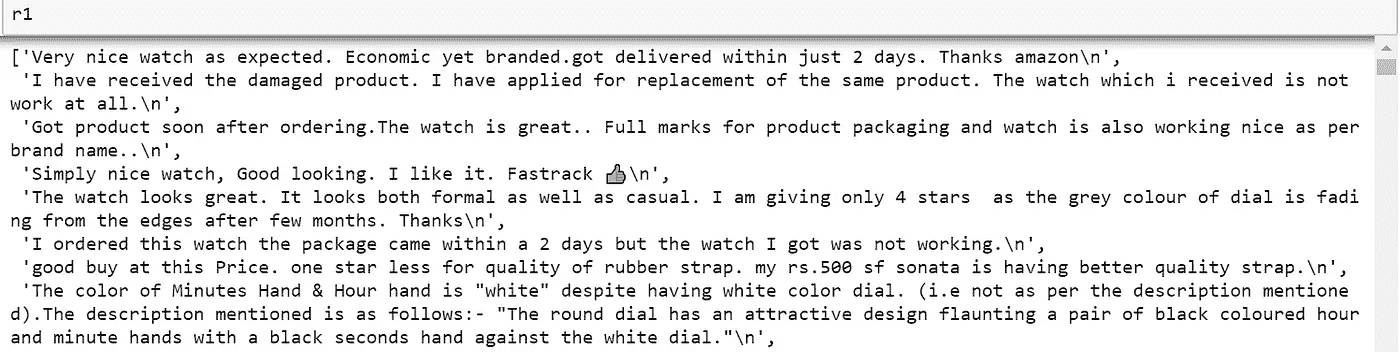 r1
['Very nice watch as expected. Economic yet branded.got delivered within just 2 days. Thanks amazon\n',
'I have received the damaged product. I have applied for replacement of the same product. The watch which i received is not
work at all.\n',
'Got product soon after ordering.The watch is great.. Full marks for product packaging and watch is also working nice as per
brand name..\n',
'Simply nice watch, Good looking. I like it. Fastrack 👍\n',
'The watch looks great. It looks both formal as well as casual. I am giving only 4 stars  as the grey colour of dial is fadi
ng from the edges after few months. Thanks\n',
'I ordered this watch the package came within a 2 days but the watch I got was not working.\n',
'good buy at this Price. one star less for quality of rubber strap. my rs.500 sf sonata is having better quality strap.\n',
'The color of Minutes Hand & Hour hand is "white" despite having white color dial. (i.e not as per the description mentione
d).The description mentioned is as follows:- "The round dial has an attractive design flaunting a pair of black coloured hour
and minute hands with a black seconds hand against the white dial."\n',